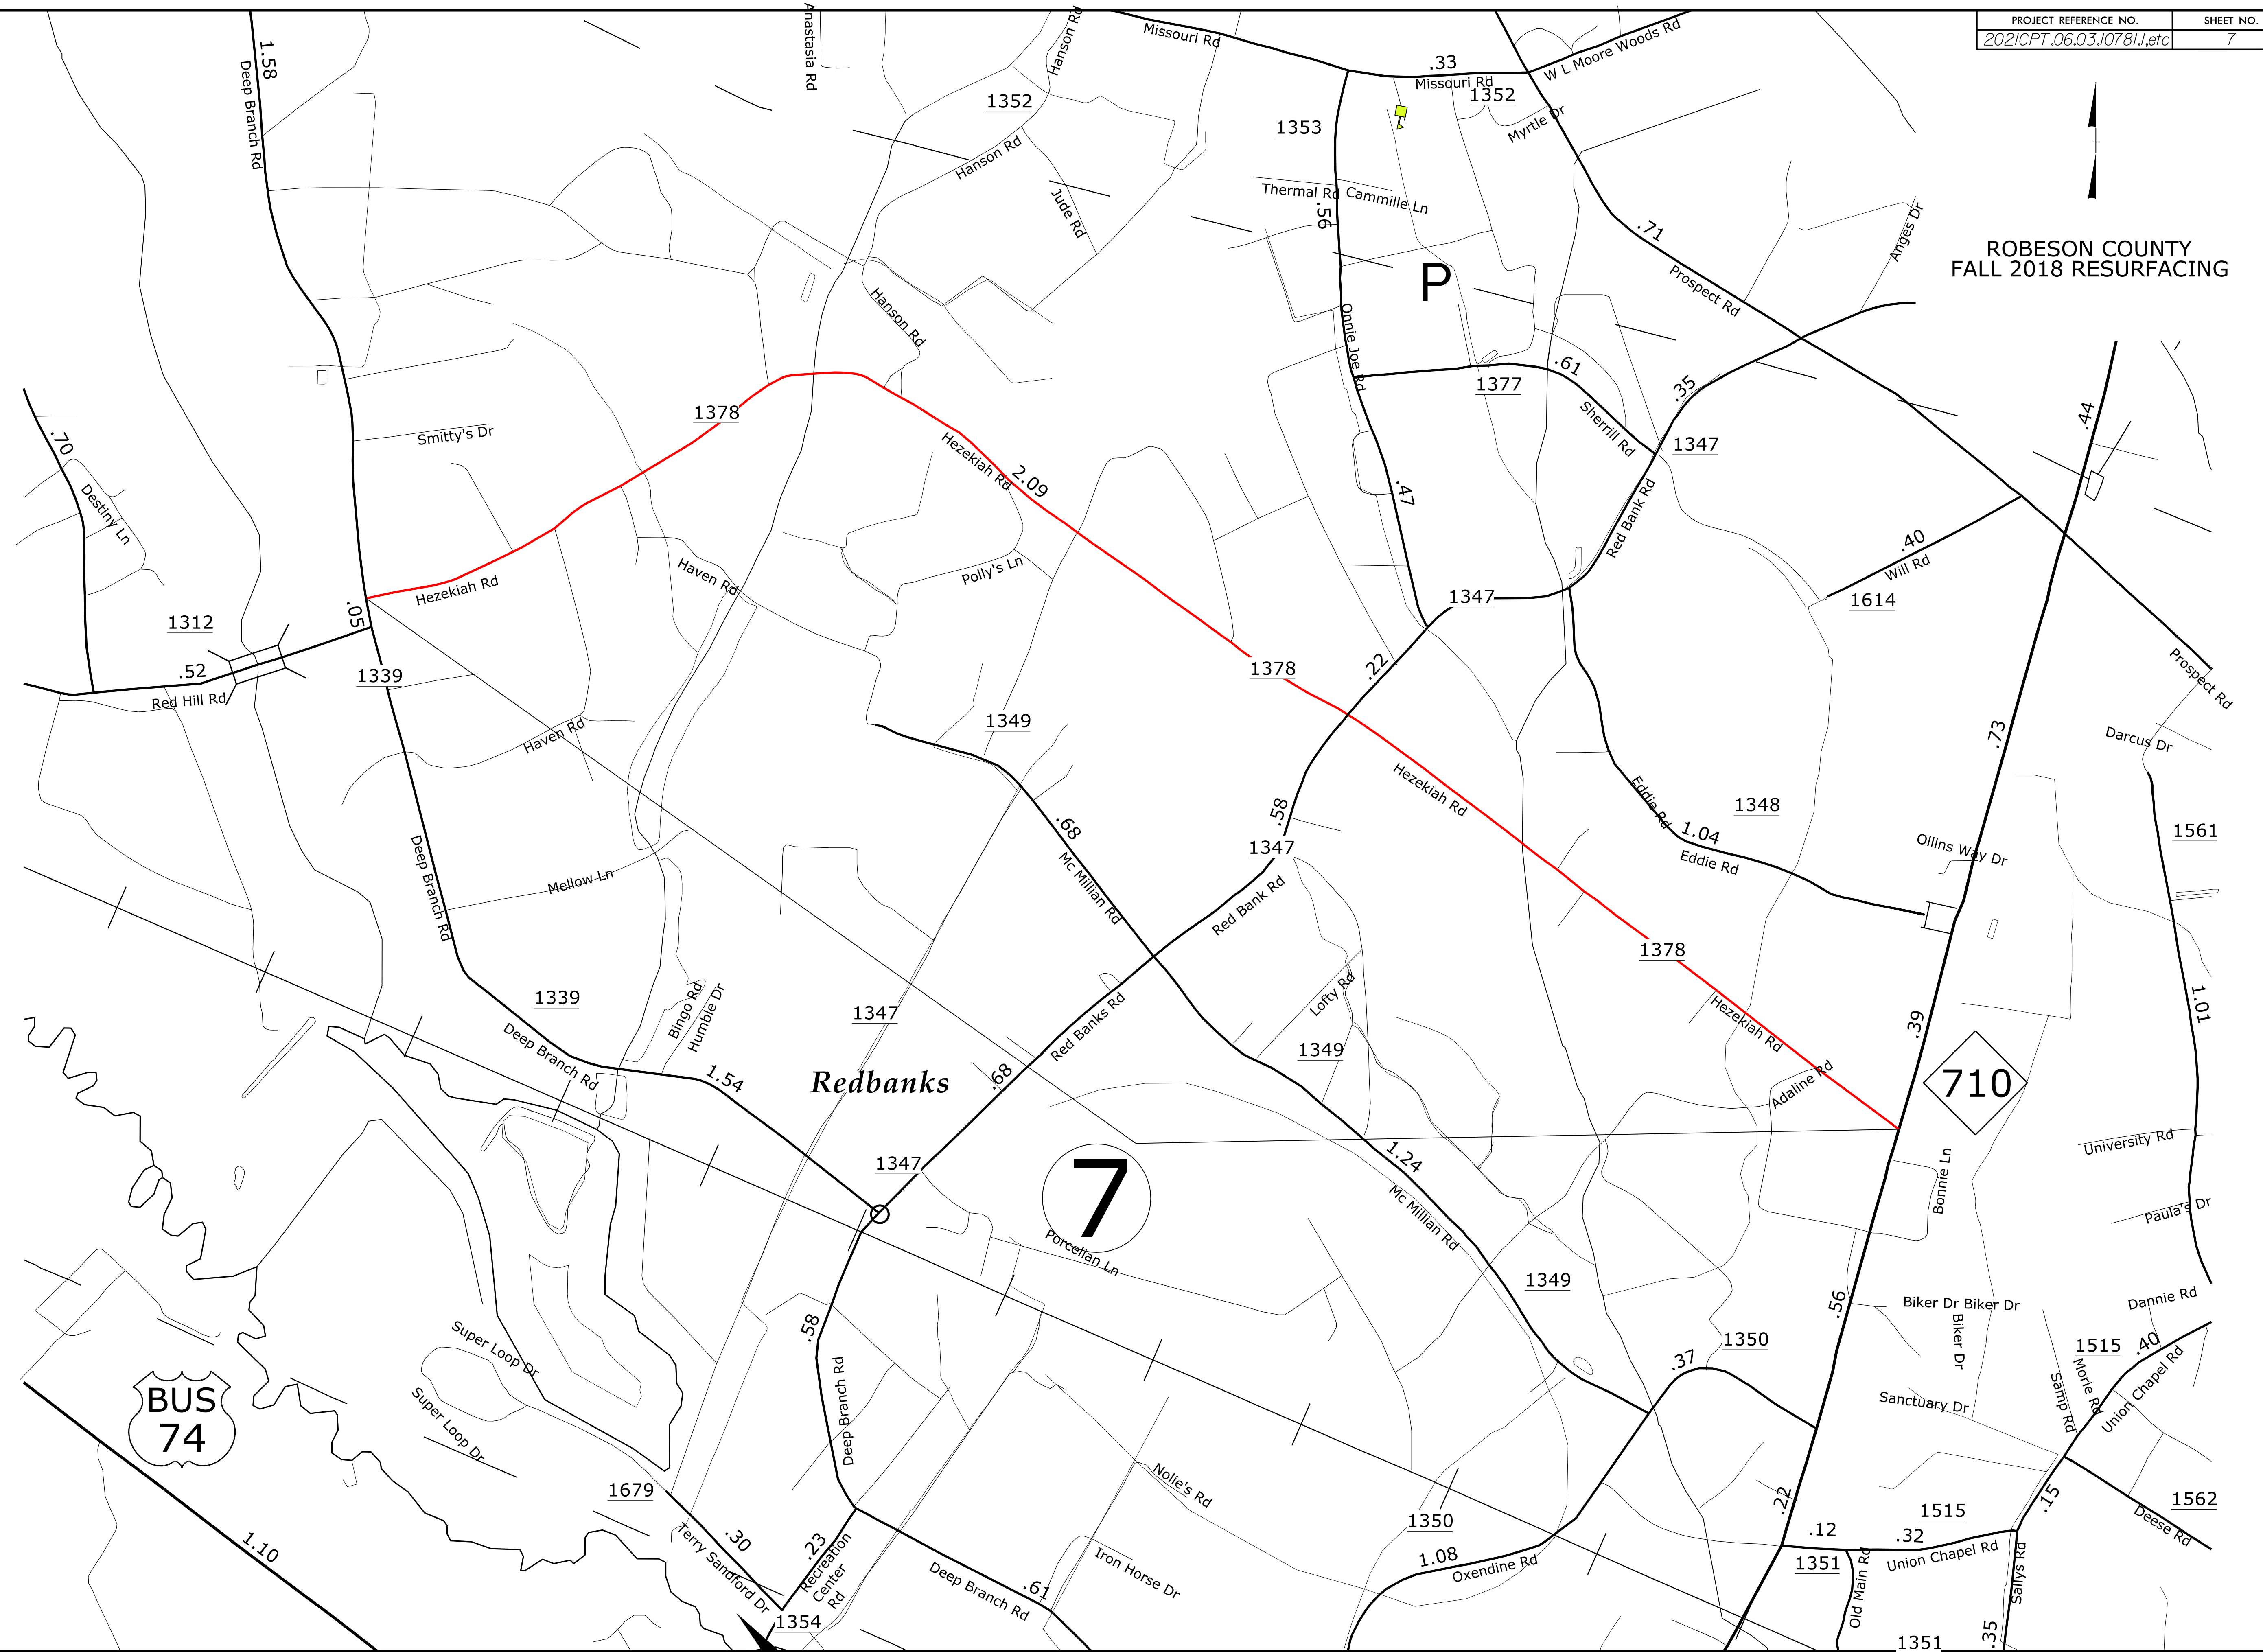 PROJECT REFERENCE NO.
SHEET NO.
2021CPT.06.03.10781.1,etc
7
ROBESON COUNTY
FALL 2018 RESURFACING
1.58
Deep Branch Rd
Anastasia Rd
Hanson Rd
1352
Hanson Rd
Jude Rd
Hanson Rd
Missouri Rd
.33
Missouri Rd
1352
W L Moore Woods Rd
Myrtle Dr
1353
Thermal Rd
Cammille Ln
.56
P
.71
Prospect Rd
Anges Dr
Onnie Joe Rd
.61
1377
Sherrill Rd
.35
1347
.44
1378
Smitty's Dr
Hezekiah Rd
2.09
.70
Destiny Ln
.47
Red Bank Rd
.40
Will Rd
1614
Hezekiah Rd
Haven Rd
Polly's Ln
1347
1312
.05
.52
Red Hill Rd
1339
1378
.22
Prospect Rd
Haven Rd
1349
.73
Darcus Dr
Hezekiah Rd
Eddie Rd
1348
1.04
Eddie Rd
.58
1347
.68
Mc Millian Rd
Ollins Way Dr
1561
Deep Branch Rd
Mellow Ln
Red Bank Rd
1378
1339
Bingo Rd
Humble Dr
1347
Lofty Rd
Red Banks Rd
Hezekiah Rd
.39
1.01
Deep Branch Rd
1.54
Redbanks
.68
1349
Adaline Rd
710
1347
7
1.24
Mc Millian Rd
University Rd
Bonnie Ln
Paula's Dr
Porcelian Ln
1349
.58
Deep Branch Rd
.56
Biker Dr
Biker Dr
Biker Dr
Dannie Rd
Super Loop Dr
1350
.37
1515
.40
Morie Rd
Samp Rd
Union Chapel Rd
Sanctuary Dr
BUS
74
Super Loop Dr
1679
Nolie's Rd
.22
1350
1515
.15
1562
Deese Rd
1.10
.30
Terry Sandford Dr
.23
Recreation
Center
Rd
1.08
Oxendine Rd
.12
.32
1351
Union Chapel Rd
Iron Horse Dr
.61
Deep Branch Rd
Old Main Rd
Sallys Rd
1354
.35
1351